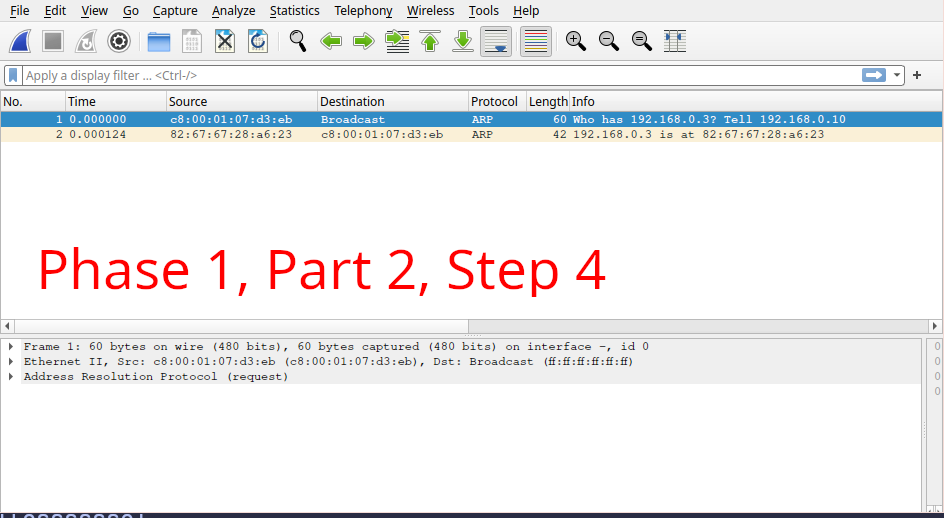 File Edit View Go Capture Analyze Statistics Telephony Wireless Tools Help
Apply a display filter ... <Ctrl-/>
No. Time Source Destination Protocol Length Info
1 0.000000 c8:00:01:07:d3:eb Broadcast ARP 60 Who has 192.168.0.3? Tell 192.168.0.10
2 0.000124 82:67:67:28:a6:23 c8:00:01:07:d3:eb ARP 42 192.168.0.3 is at 82:67:67:28:a6:23
Phase 1, Part 2, Step 4
Frame 1: 60 bytes on wire (480 bits), 60 bytes captured (480 bits) on interface -, id 0
Ethernet II, Src: c8:00:01:07:d3:eb (c8:00:01:07:d3:eb), Dst: Broadcast (ff:ff:ff:ff:ff:ff)
Address Resolution Protocol (request)
0
0
0
0